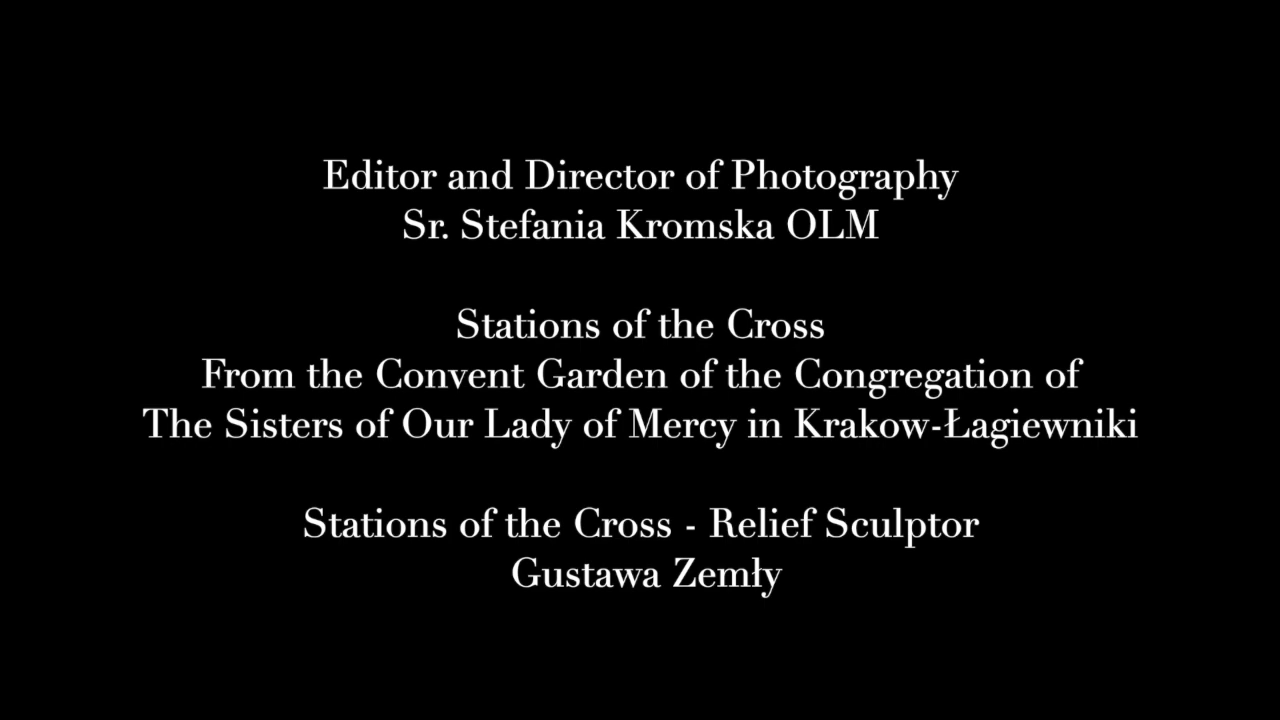 Editor and Director of Photography
Sr. Stefania Kromska OLM
Stations of the Cross
From the Convent Garden of the Congregation of
The Sisters of Our Lady of Mercy in Krakow-Łagiewniki
Stations of the Cross - Relief Sculptor
Gustawa Zemły